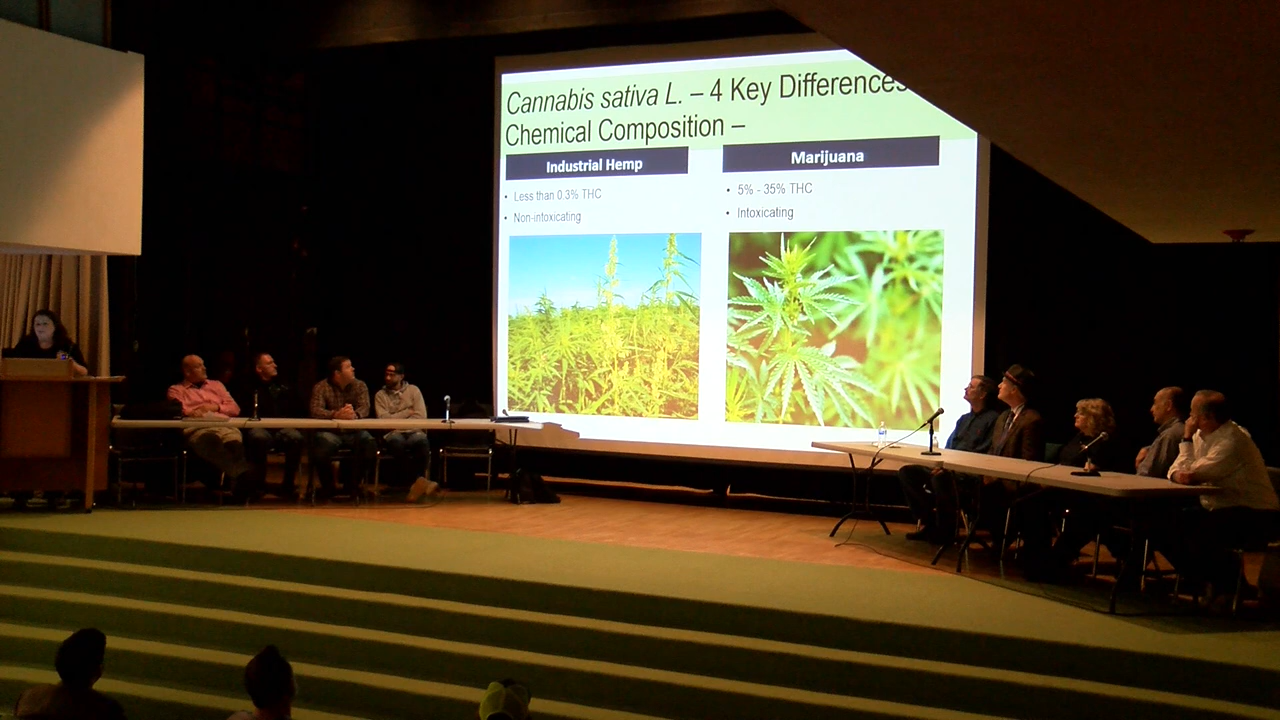 Cannabis sativa L. – 4 Key Differences
Chemical Composition –
Industrial Hemp
• Less than 0.3% THC
• Non-intoxicating
Marijuana
• 5% - 35% THC
• Intoxicating